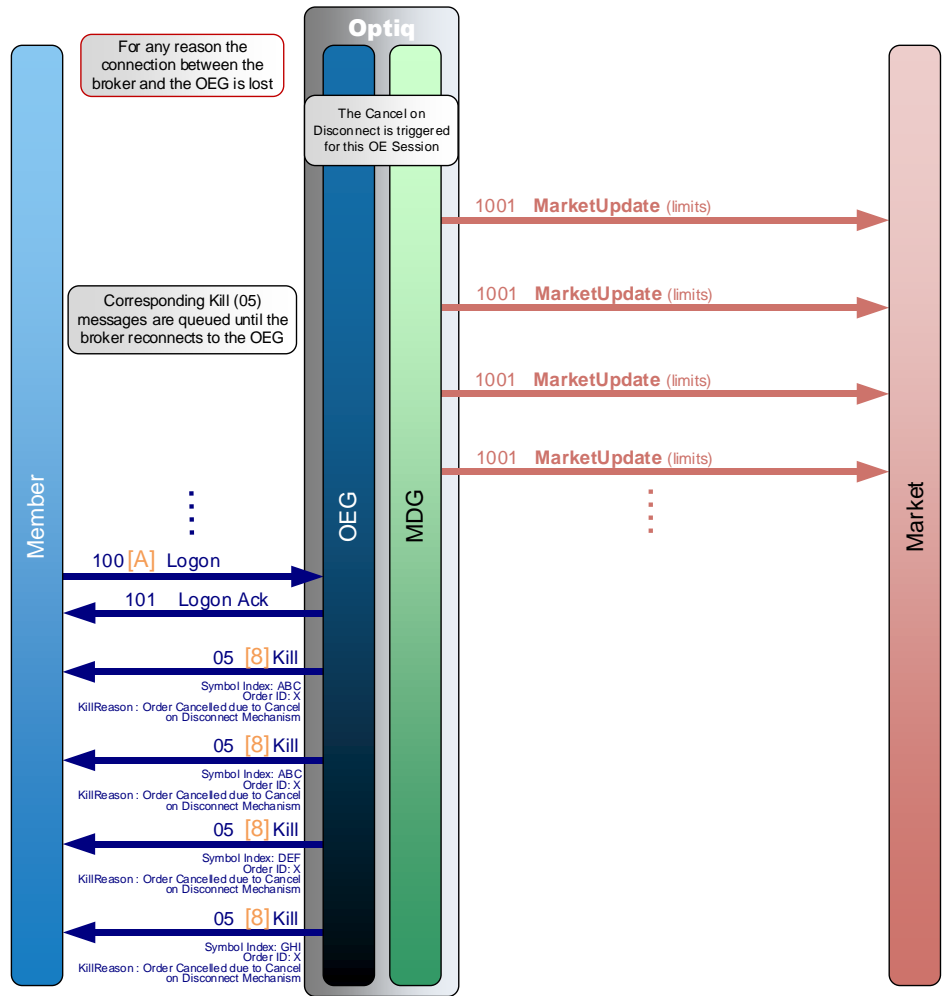 Optiq
For any reason the
connection between the
broker and the OEG is lost
The Cancel on
Disconnect is triggered
for this OE Session
1001 MarketUpdate (limits)
Corresponding Kill (05)
messages are queued until the
broker reconnects to the OEG
1001 MarketUpdate (limits)
1001 MarketUpdate (limits)
1001 MarketUpdate (limits)
Member
OEG
MDG
Market
100 [A] Logon
101 Logon Ack
05 [8] Kill
Symbol Index: ABC
Order ID: X
KillReason : Order Cancelled due to Cancel
on Disconnect Mechanism
05 [8] Kill
Symbol Index: ABC
Order ID: X
KillReason : Order Cancelled due to Cancel
on Disconnect Mechanism
05 [8] Kill
Symbol Index: DEF
Order ID: X
KillReason : Order Cancelled due to Cancel
on Disconnect Mechanism
05 [8] Kill
Symbol Index: GHI
Order ID: X
KillReason : Order Cancelled due to Cancel
on Disconnect Mechanism